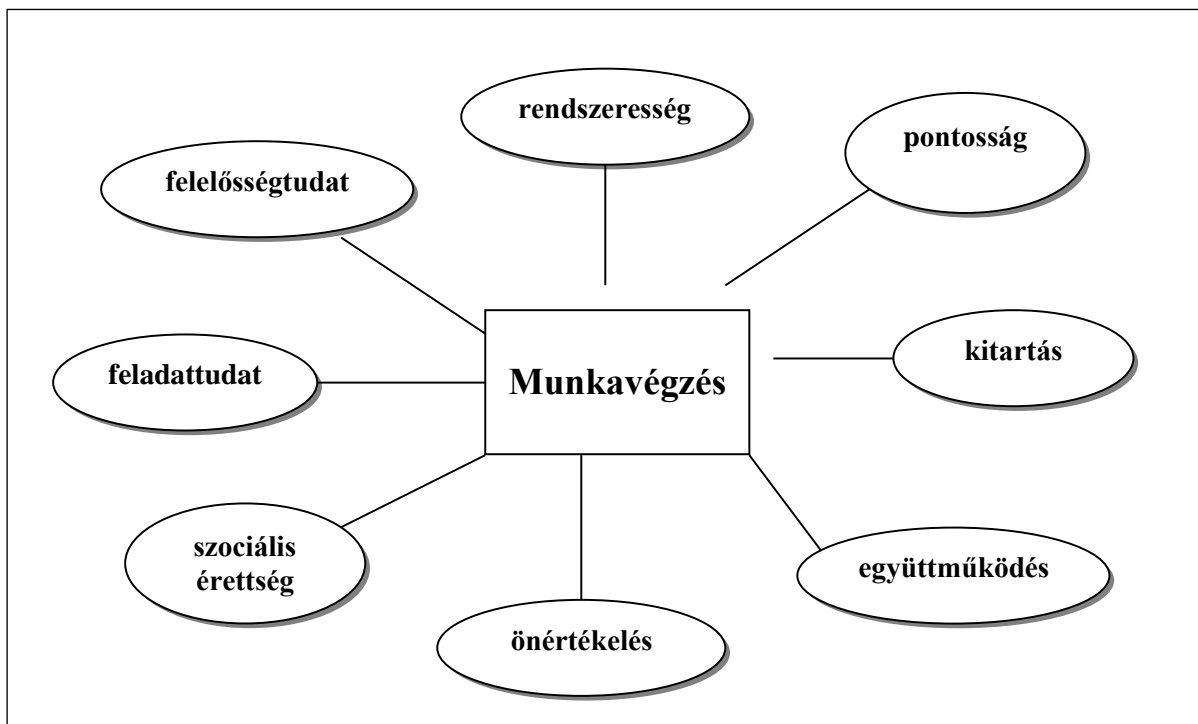 rendszeresség
pontosság
felelősségtudat
kitartás
feladattudat
Munkavégzés
szociális
érettség
együttműködés
önértékelés